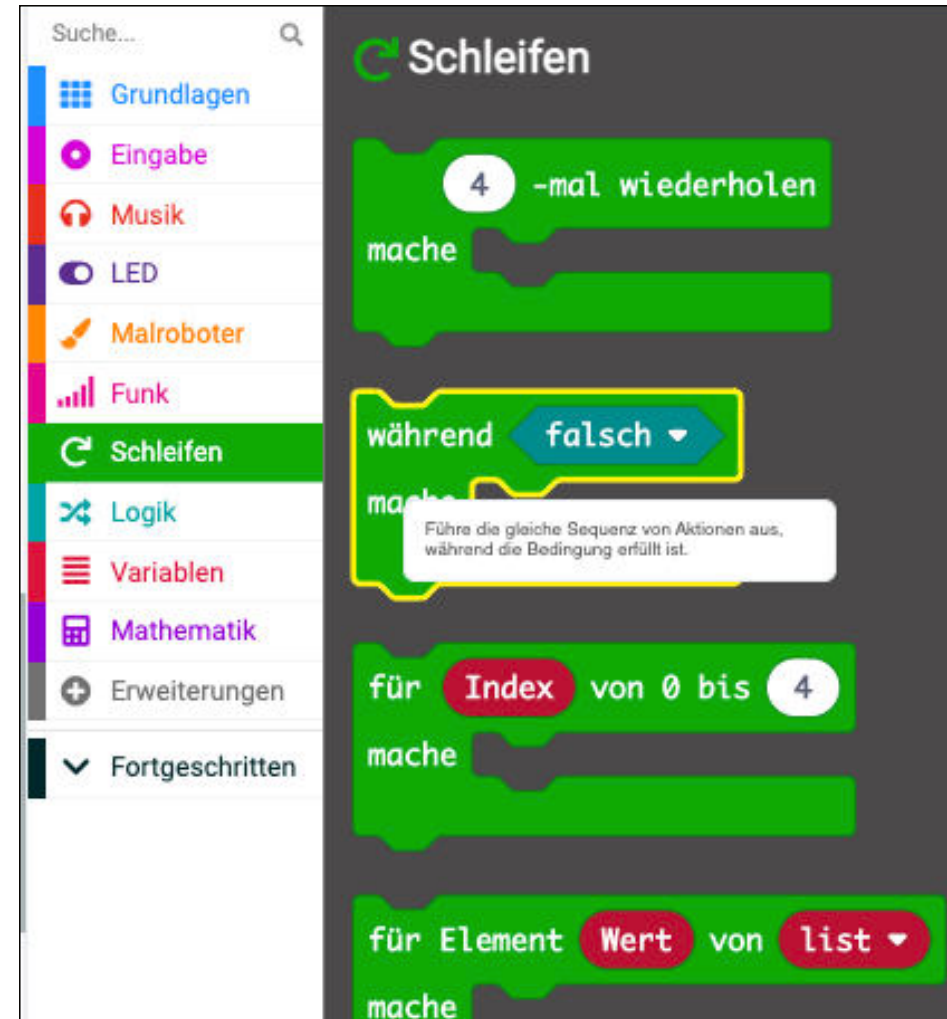 Suche...
Grundlagen
Eingabe
Musik
LED
Malroboter
Funk
Schleifen
Logik
Variablen
Mathematik
Erweiterungen
Fortgeschritten
Schleifen
4 -mal wiederholen
mache
während falsch
mache
Führe die gleiche Sequenz von Aktionen aus,
während die Bedingung erfüllt ist.
für Index von 0 bis 4
mache
für Element Wert von list
mache